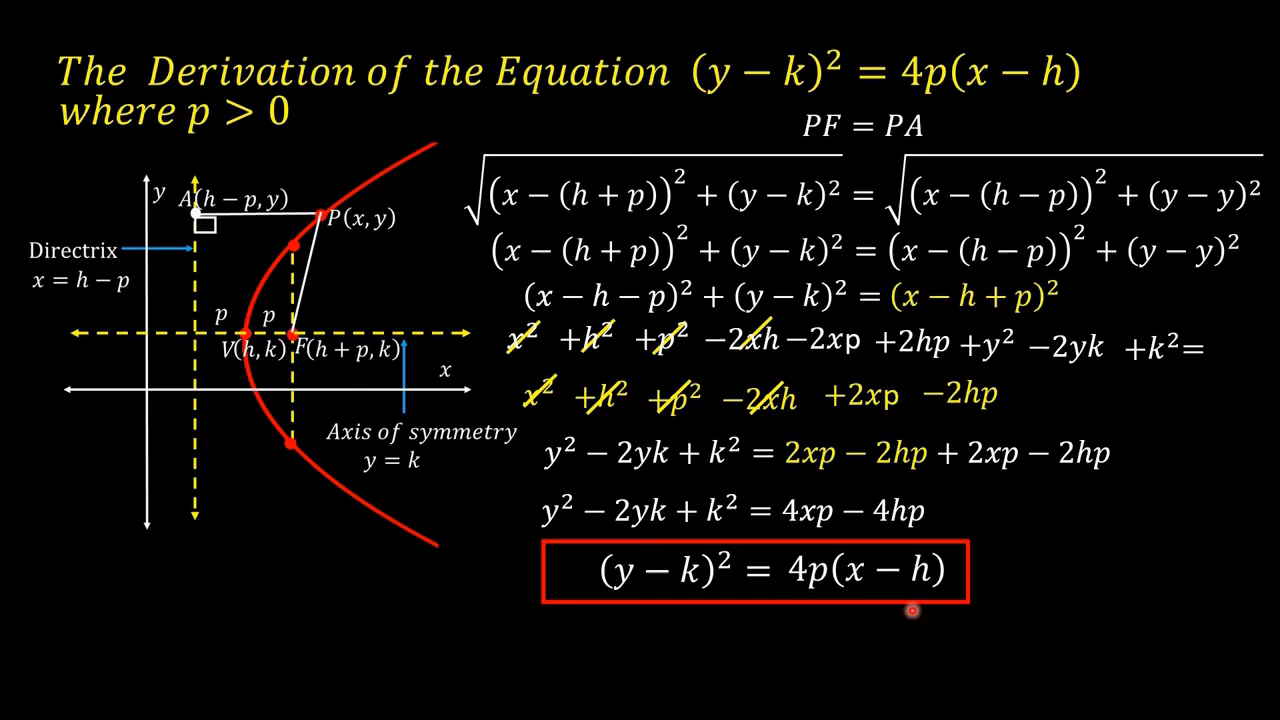 The Derivation of the Equation (y − k)² = 4p(x − h)
where p > 0
PF = PA
√((x − (h + p))² + (y − k)²) = √((x − (h − p))² + (y − y)²)
(x − (h + p))² + (y − k)² = (x − (h − p))² + (y − y)²
(x − h − p)² + (y − k)² = (x − h + p)²
x² +h² +p² −2xh −2xp +2hp +y² −2yk +k²=
x² +h² +p² −2xh +2xp −2hp
y² − 2yk + k² = 2xp − 2hp + 2xp − 2hp
y² − 2yk + k² = 4xp − 4hp
(y − k)² = 4p(x − h)
y
A(h − p, y)
P(x, y)
Directrix
x = h − p
p p
V(h, k) F(h + p, k)
x
Axis of symmetry
y = k